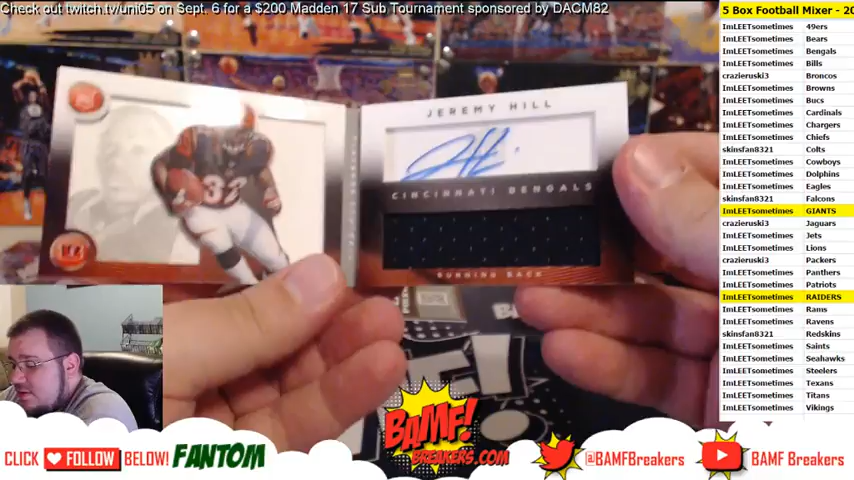 Check out twitch.tv/uni05 on Sept. 6 for a $200 Madden 17 Sub Tournament sponsored by DACM82
5 Box Football Mixer - 20
ImLEETsometimes 49ers
ImLEETsometimes Bears
ImLEETsometimes Bengals
ImLEETsometimes Bills
crazieruski3 Broncos
ImLEETsometimes Browns
ImLEETsometimes Bucs
ImLEETsometimes Cardinals
ImLEETsometimes Chargers
ImLEETsometimes Chiefs
skinsfan8321 Colts
ImLEETsometimes Cowboys
ImLEETsometimes Dolphins
ImLEETsometimes Eagles
skinsfan8321 Falcons
ImLEETsometimes GIANTS
crazieruski3 Jaguars
ImLEETsometimes Jets
ImLEETsometimes Lions
crazieruski3 Packers
ImLEETsometimes Panthers
ImLEETsometimes Patriots
ImLEETsometimes RAIDERS
ImLEETsometimes Rams
ImLEETsometimes Ravens
skinsfan8321 Redskins
ImLEETsometimes Saints
ImLEETsometimes Seahawks
ImLEETsometimes Steelers
ImLEETsometimes Texans
ImLEETsometimes Titans
ImLEETsometimes Vikings
JEREMY HILL
CINCINNATI BENGALS
RUNNING BACK
32
CLICK FOLLOW BELOW! FANTOM
BAMF!
BREAKERS.COM
@BAMFBreakers
BAMF Breakers